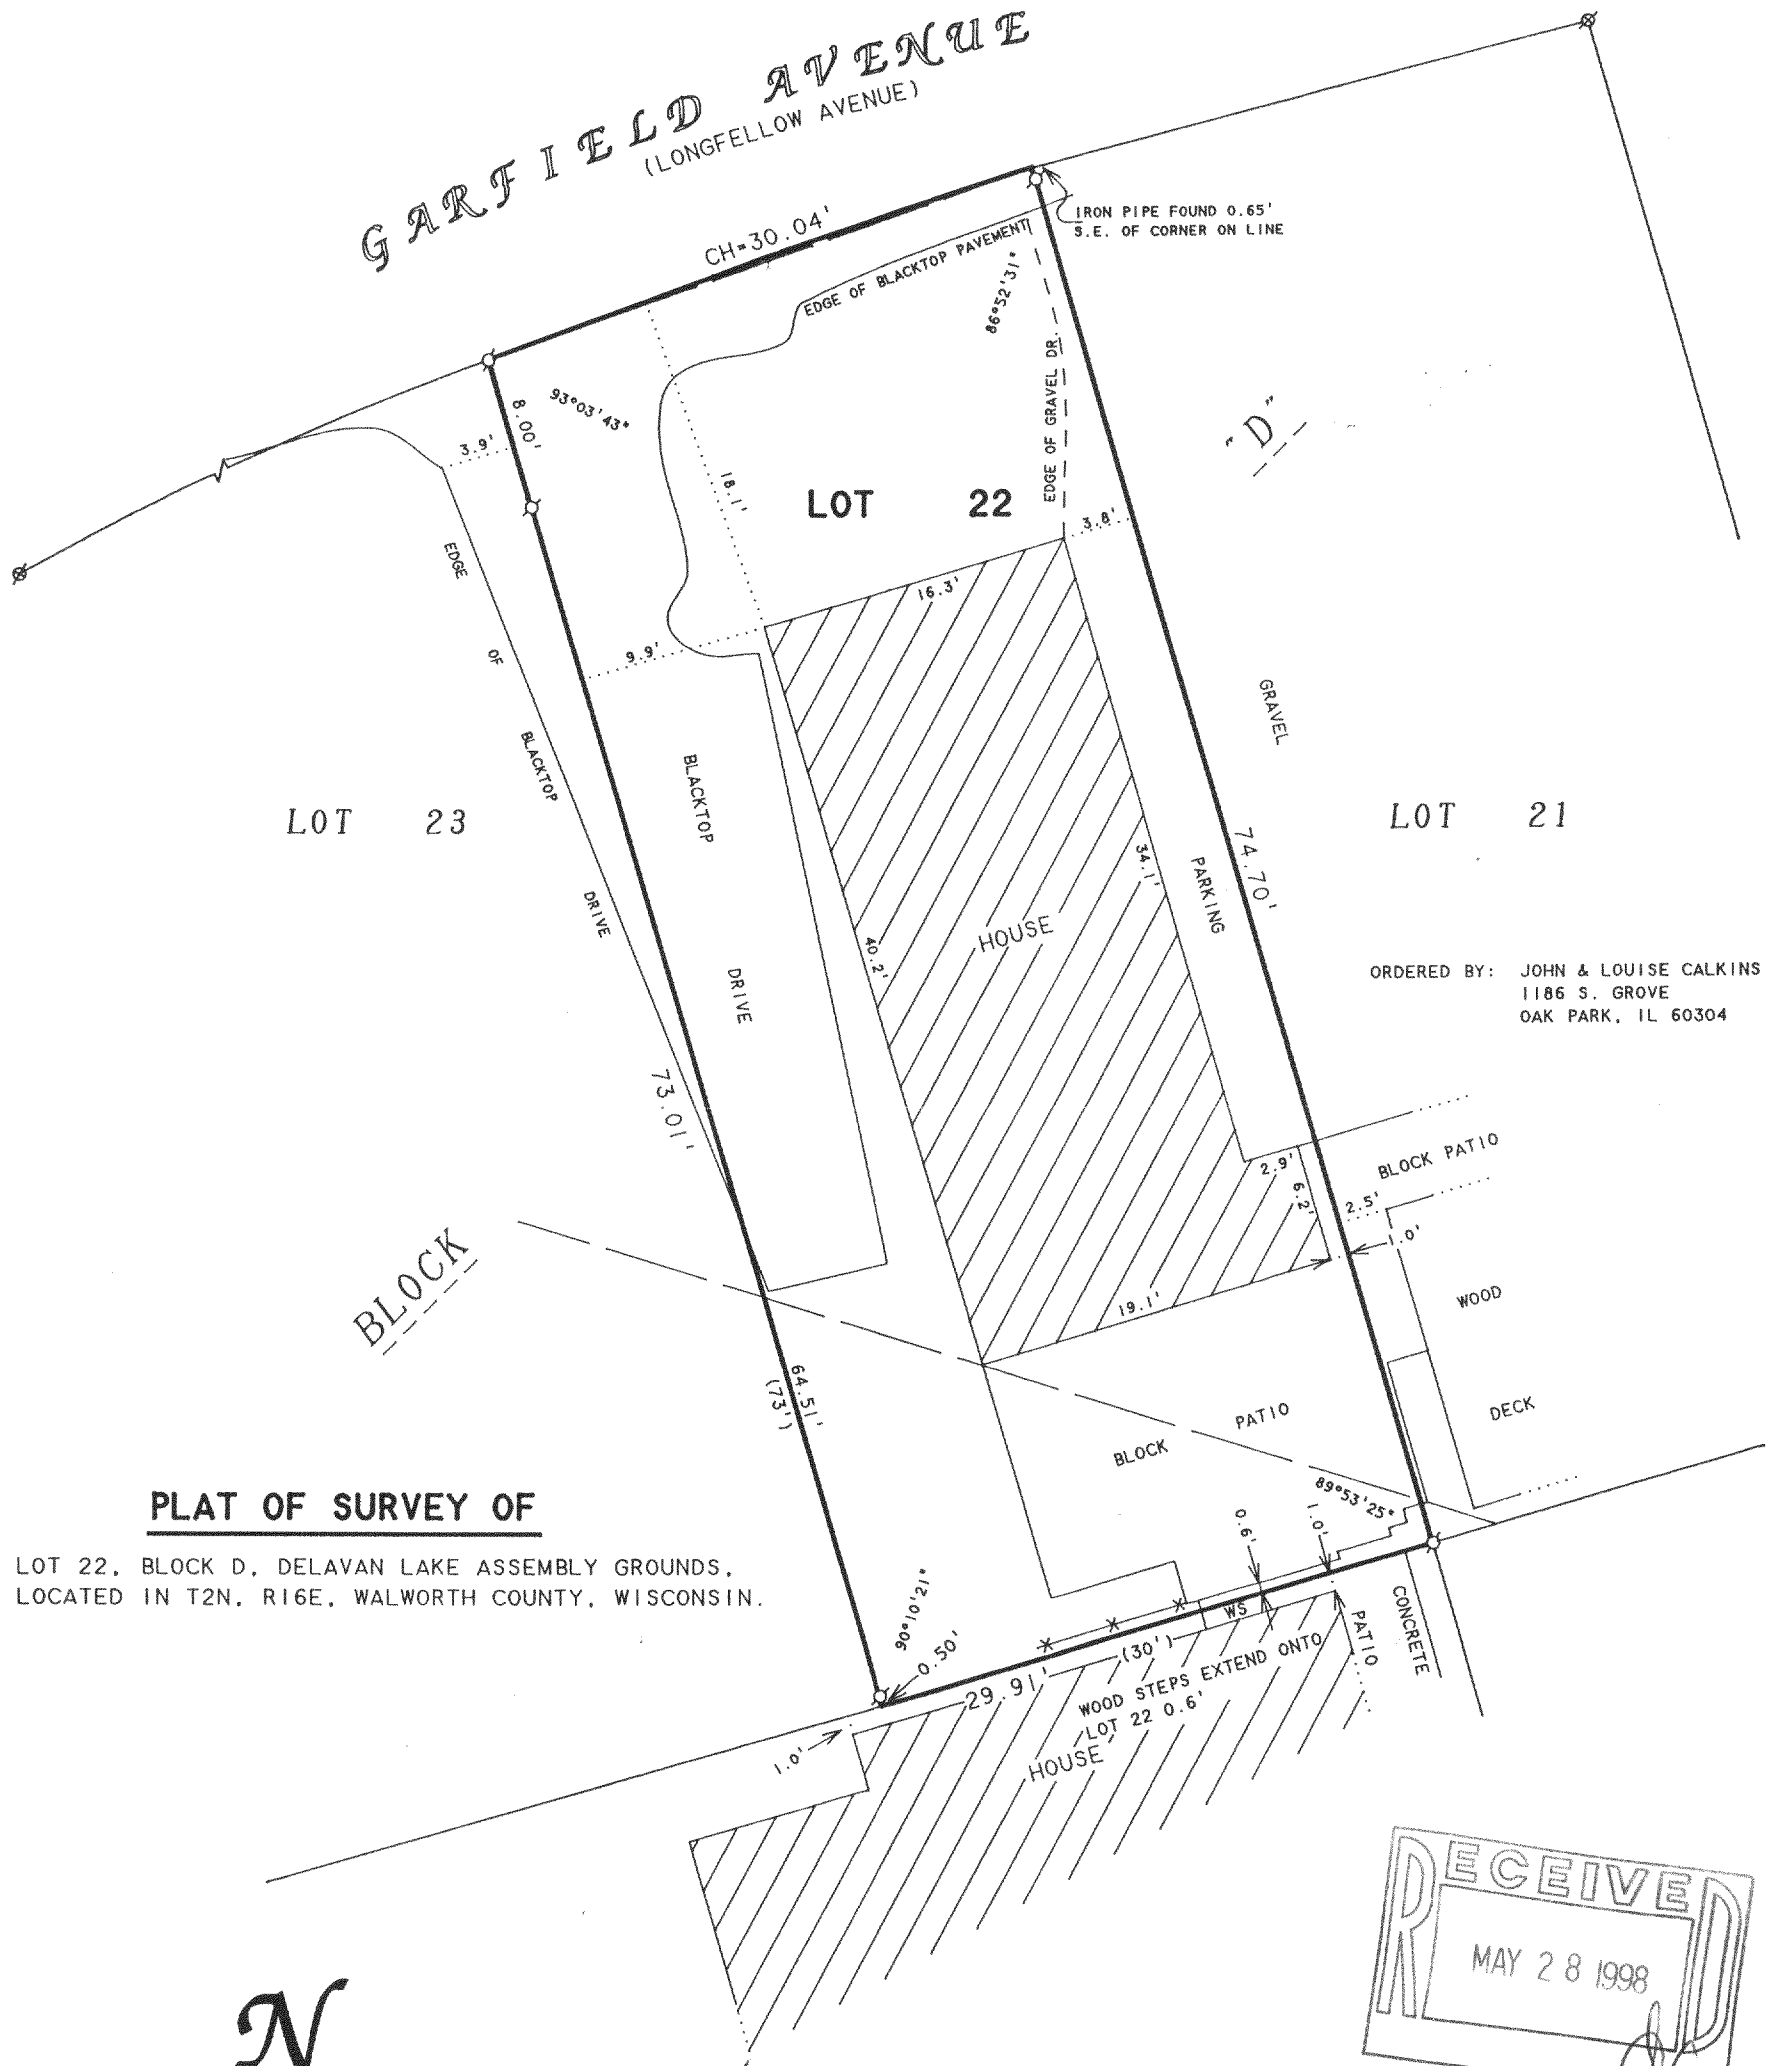 GARFIELD AVENUE
(LONGFELLOW AVENUE)
CH=30.04'
IRON PIPE FOUND 0.65'
S.E. OF CORNER ON LINE
EDGE OF BLACKTOP PAVEMENT
86°52'31"
93°03'43"
8.00'
3.9'
18.1'
EDGE OF GRAVEL DR.
"D"
LOT 22
3.8'
16.3'
9.9'
EDGE OF BLACKTOP DRIVE
BLACKTOP DRIVE
GRAVEL PARKING
LOT 23
LOT 21
74.70'
34.1'
HOUSE
40.2'
ORDERED BY: JOHN & LOUISE CALKINS
1186 S. GROVE
OAK PARK, IL 60304
73.01'
2.9'
6.2'
BLOCK PATIO
2.5'
1.0'
BLOCK
19.1'
WOOD
DECK
64.51'
(73')
BLOCK PATIO
89°53'25"
PLAT OF SURVEY OF
LOT 22, BLOCK D, DELAVAN LAKE ASSEMBLY GROUNDS,
LOCATED IN T2N, R16E, WALWORTH COUNTY, WISCONSIN.
0.6'
1.0'
90°10'21"
0.50'
WS
PATIO
CONCRETE
(30')
29.91'
WOOD STEPS EXTEND ONTO
LOT 22 0.6'
HOUSE
1.0'
RECEIVED
MAY 28 1998
N